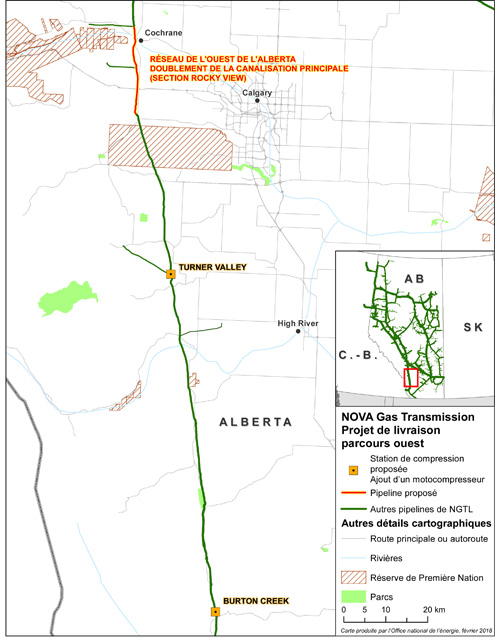 Cochrane
RÉSEAU DE L'OUEST DE L'ALBERTA
DOUBLEMENT DE LA CANALISATION PRINCIPALE
(SECTION ROCKY VIEW)
Calgary
TURNER VALLEY
High River
ALBERTA
BURTON CREEK
AB
SK
C.-B.
NOVA Gas Transmission
Projet de livraison
parcours ouest
Station de compression
proposée
Ajout d'un motocompresseur
Pipeline proposé
Autres pipelines de NGTL
Autres détails cartographiques
Route principale ou autoroute
Rivières
Réserve de Première Nation
Parcs
0 5 10 20 km
Carte produite par l'Office national de l'énergie, février 2018